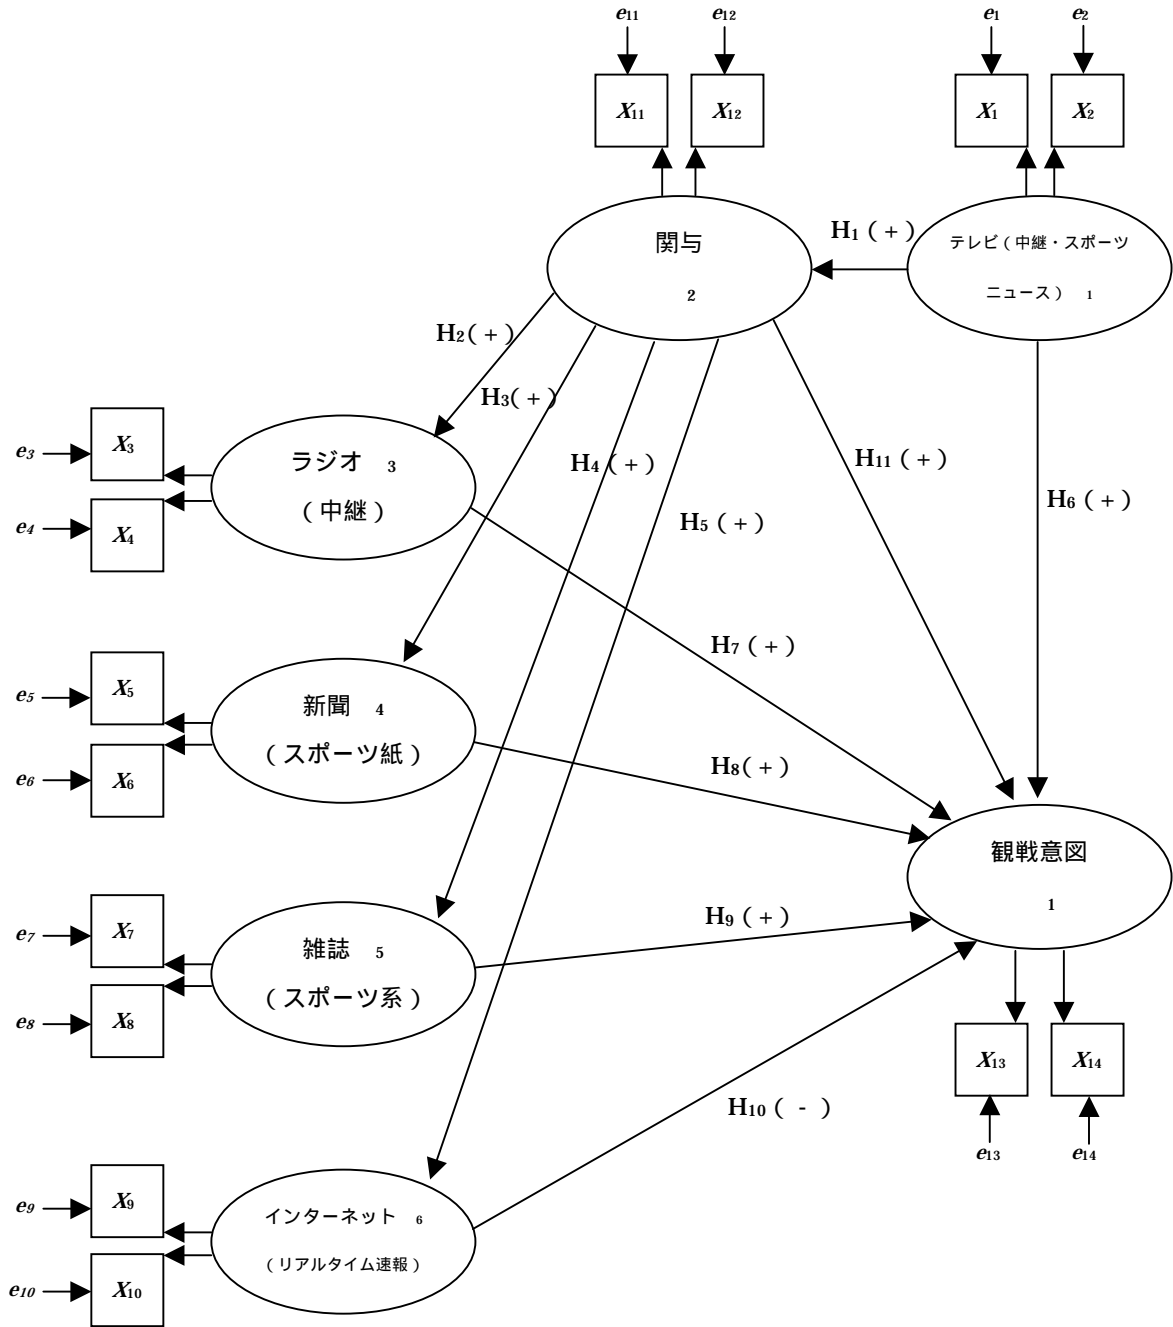 e11 e12 e1 e2
X11 X12 X1 X2
関与
2
H1 ( + )
テレビ ( 中継・スポーツ
ニュース ) 1
H2 ( + )
H3 ( + )
e3 X3
ラジオ 3
( 中継 )
e4 X4
H4 ( + )
H11 ( + )
H5 ( + )
H6 ( + )
H7 ( + )
e5 X5
新聞 4
( スポーツ紙 )
e6 X6
H8 ( + )
観戦意図
1
e7 X7
雑誌 5
( スポーツ系 )
e8 X8
H9 ( + )
X13 X14
e13 e14
H10 ( - )
e9 X9
インターネット 6
( リアルタイム速報 )
e10 X10